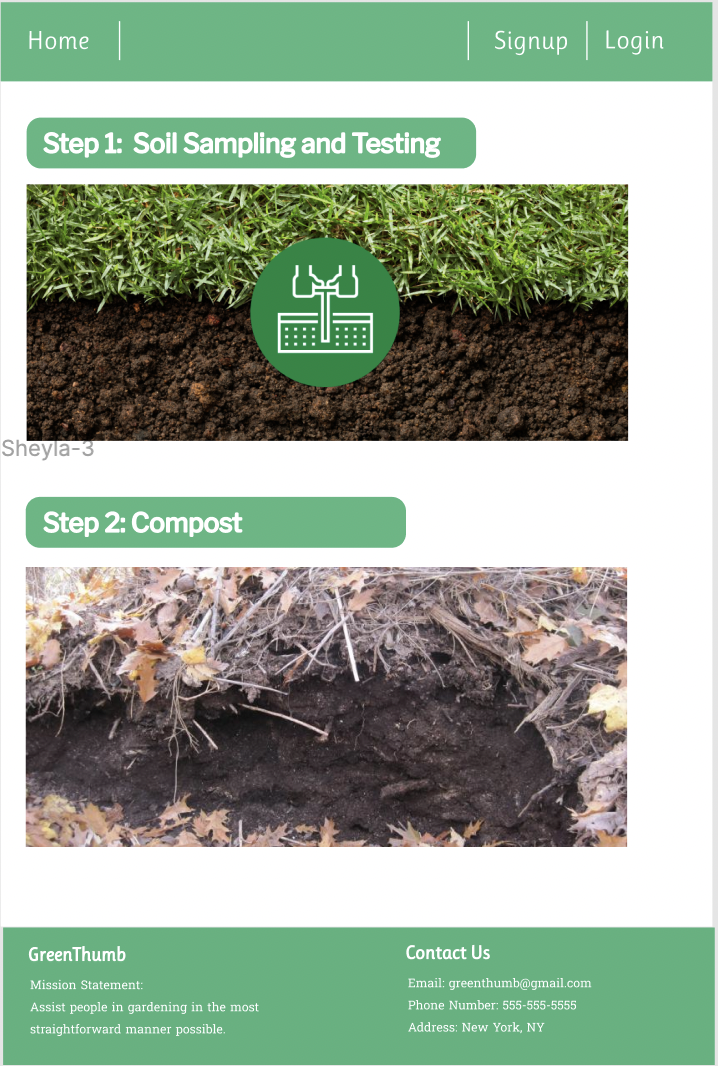 Home
Signup
Login
Step 1: Soil Sampling and Testing
Sheyla-3
Step 2: Compost
GreenThumb
Mission Statement:
Assist people in gardening in the most
straightforward manner possible.
Contact Us
Email: greenthumb@gmail.com
Phone Number: 555-555-5555
Address: New York, NY